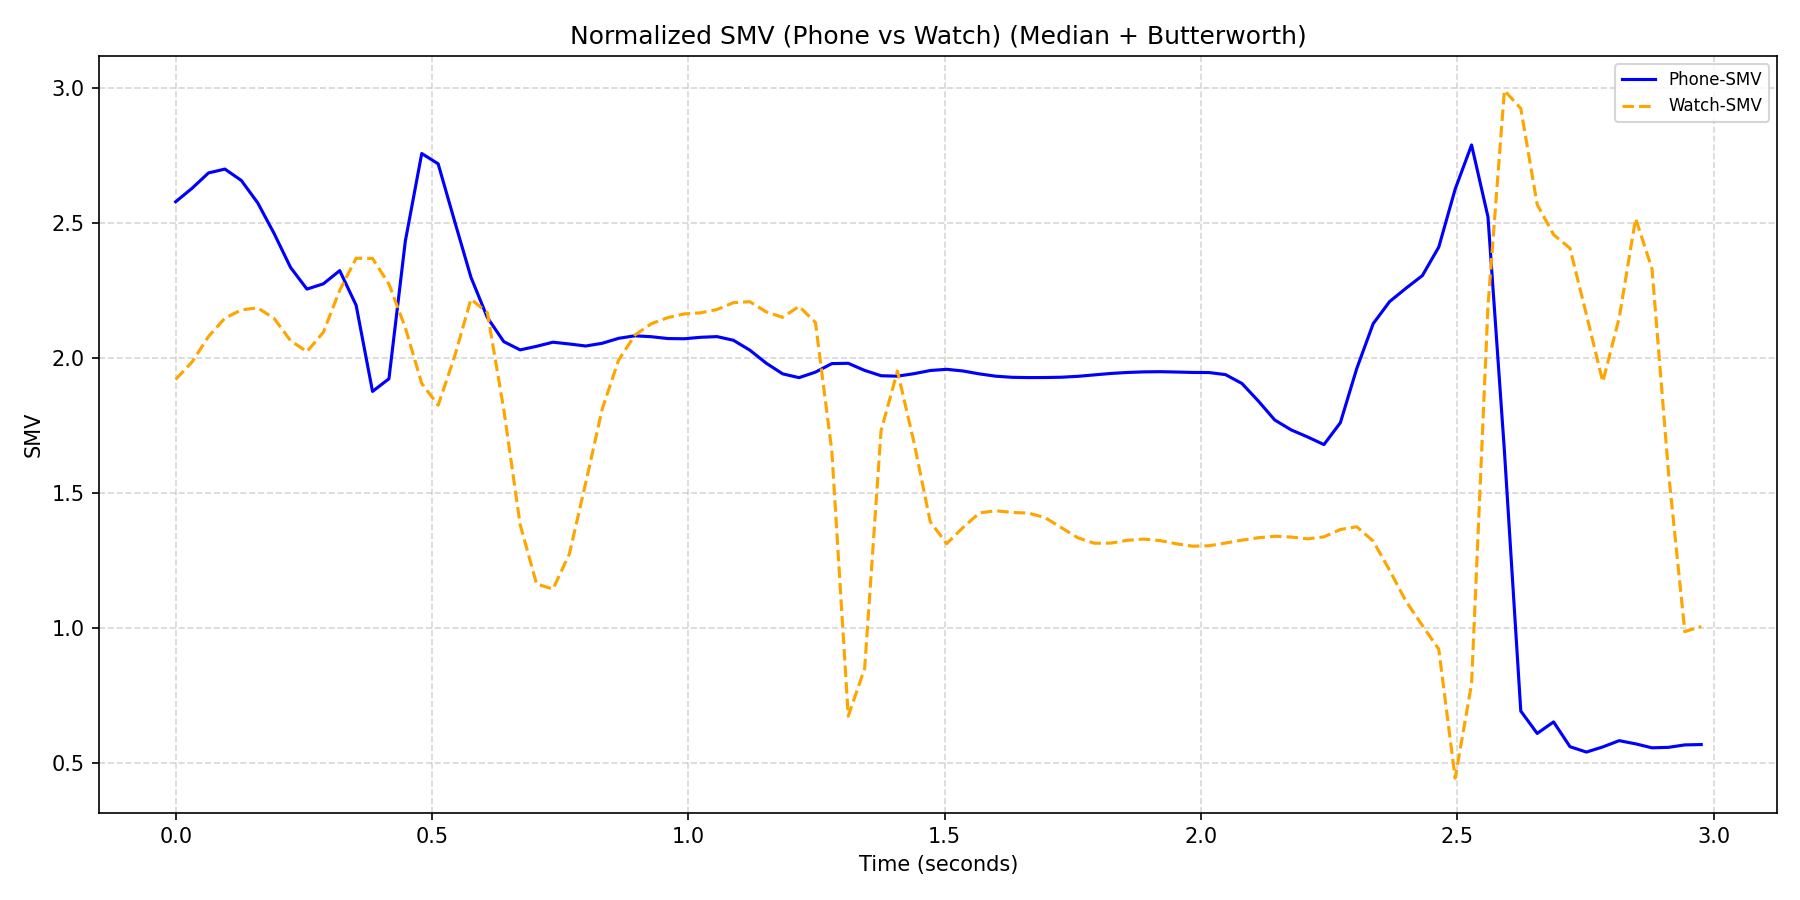 Normalized SMV (Phone vs Watch) (Median + Butterworth)
Phone-SMV
Watch-SMV
3.0
2.5
2.0
1.5
1.0
0.5
SMV
0.0 0.5 1.0 1.5 2.0 2.5 3.0
Time (seconds)